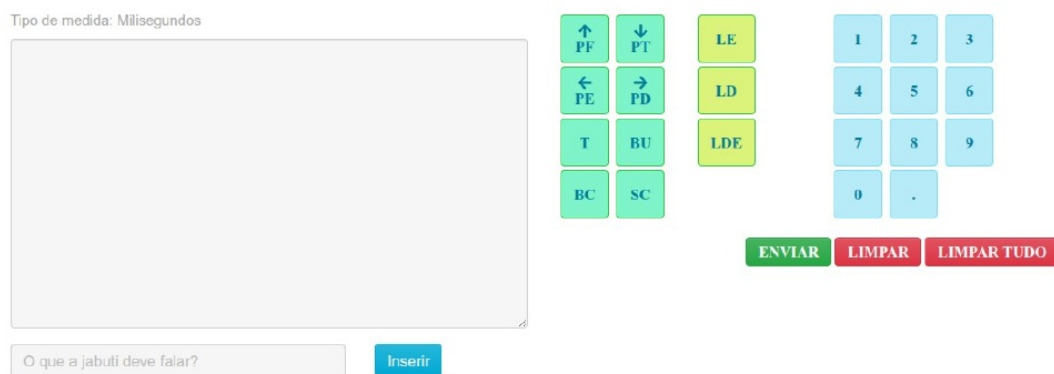 Tipo de medida: Milisegundos
PF PT LE 1 2 3
PE PD LD 4 5 6
T BU LDE 7 8 9
BC SC 0 .
ENVIAR LIMPAR LIMPAR TUDO
O que a jabuti deve falar? Inserir